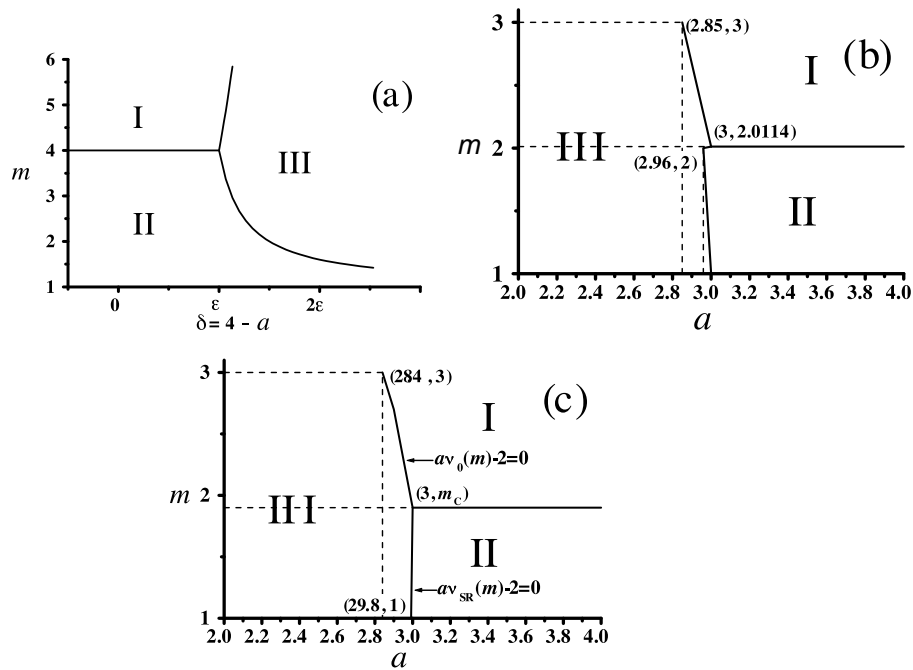 (a)
6
5
4
3
2
1
m
I
II
III
0
ε
2ε
δ= 4 - a
(b)
3
2
1
m
(2.85, 3)
I
(3, 2.0114)
III
(2.96, 2)
II
2.0 2.2 2.4 2.6 2.8 3.0 3.2 3.4 3.6 3.8 4.0
a
(c)
3
2
1
m
(284 , 3)
I
aν0(m)-2=0
(3, mC)
III
II
aνSR(m)-2=0
(29.8, 1)
2.0 2.2 2.4 2.6 2.8 3.0 3.2 3.4 3.6 3.8 4.0
a